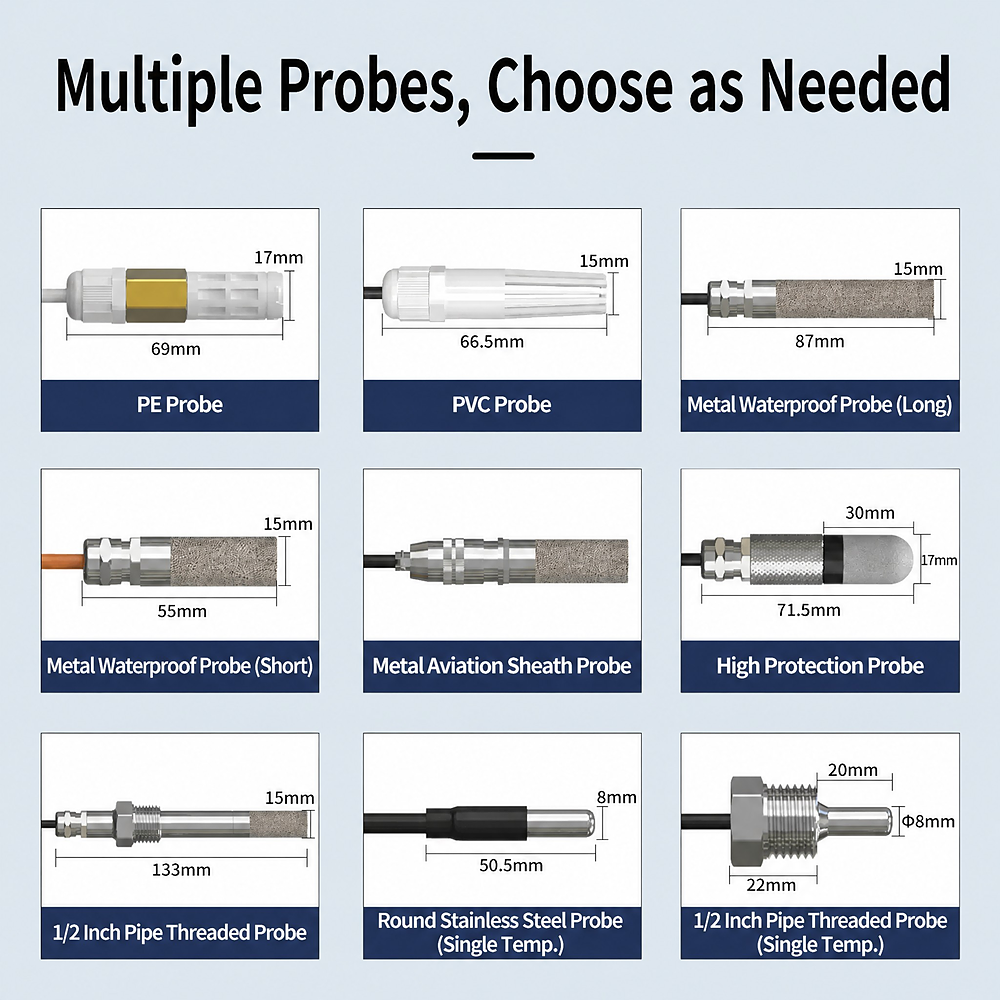 Multiple Probes, Choose as Needed
17mm
69mm
PE Probe
15mm
66.5mm
PVC Probe
15mm
87mm
Metal Waterproof Probe (Long)
15mm
55mm
Metal Waterproof Probe (Short)
Metal Aviation Sheath Probe
30mm
17mm
71.5mm
High Protection Probe
15mm
133mm
1/2 Inch Pipe Threaded Probe
8mm
50.5mm
Round Stainless Steel Probe
(Single Temp.)
20mm
Φ8mm
22mm
1/2 Inch Pipe Threaded Probe
(Single Temp.)